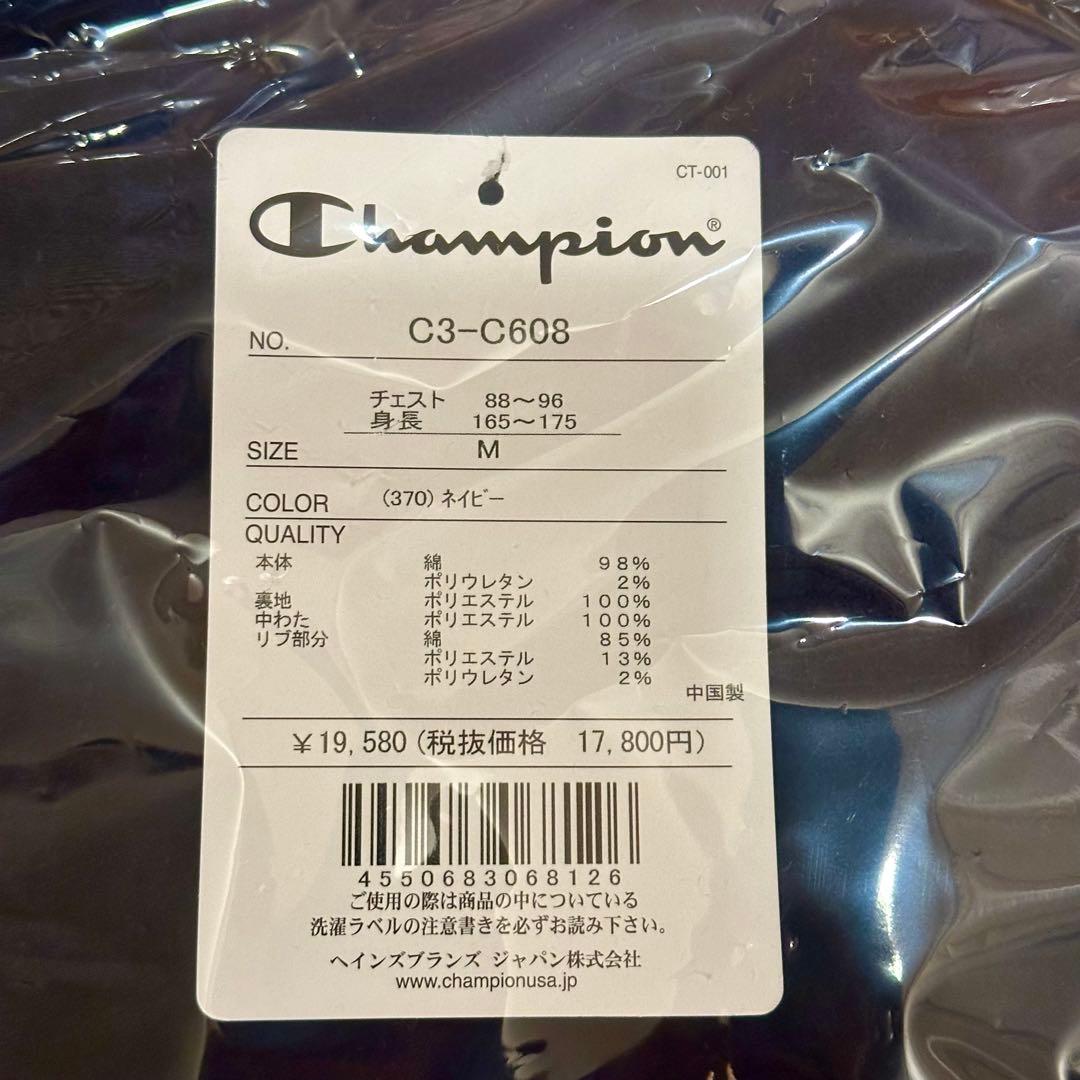 CT-001
Champion®
NO. C3-C608
チェスト 88～96
身長 165～175
SIZE M
COLOR (370) ネイビー
QUALITY
本体 綿 98%
ポリウレタン 2%
裏地 ポリエステル 100%
中わた ポリエステル 100%
リブ部分 綿 85%
ポリエステル 13%
ポリウレタン 2%
中国製
¥19,580(税抜価格 17,800円)
4550683068126
ご使用の際は商品の中についている
洗濯ラベルの注意書きを必ずお読み下さい。
ヘインズブランズ ジャパン株式会社
www.championusa.jp